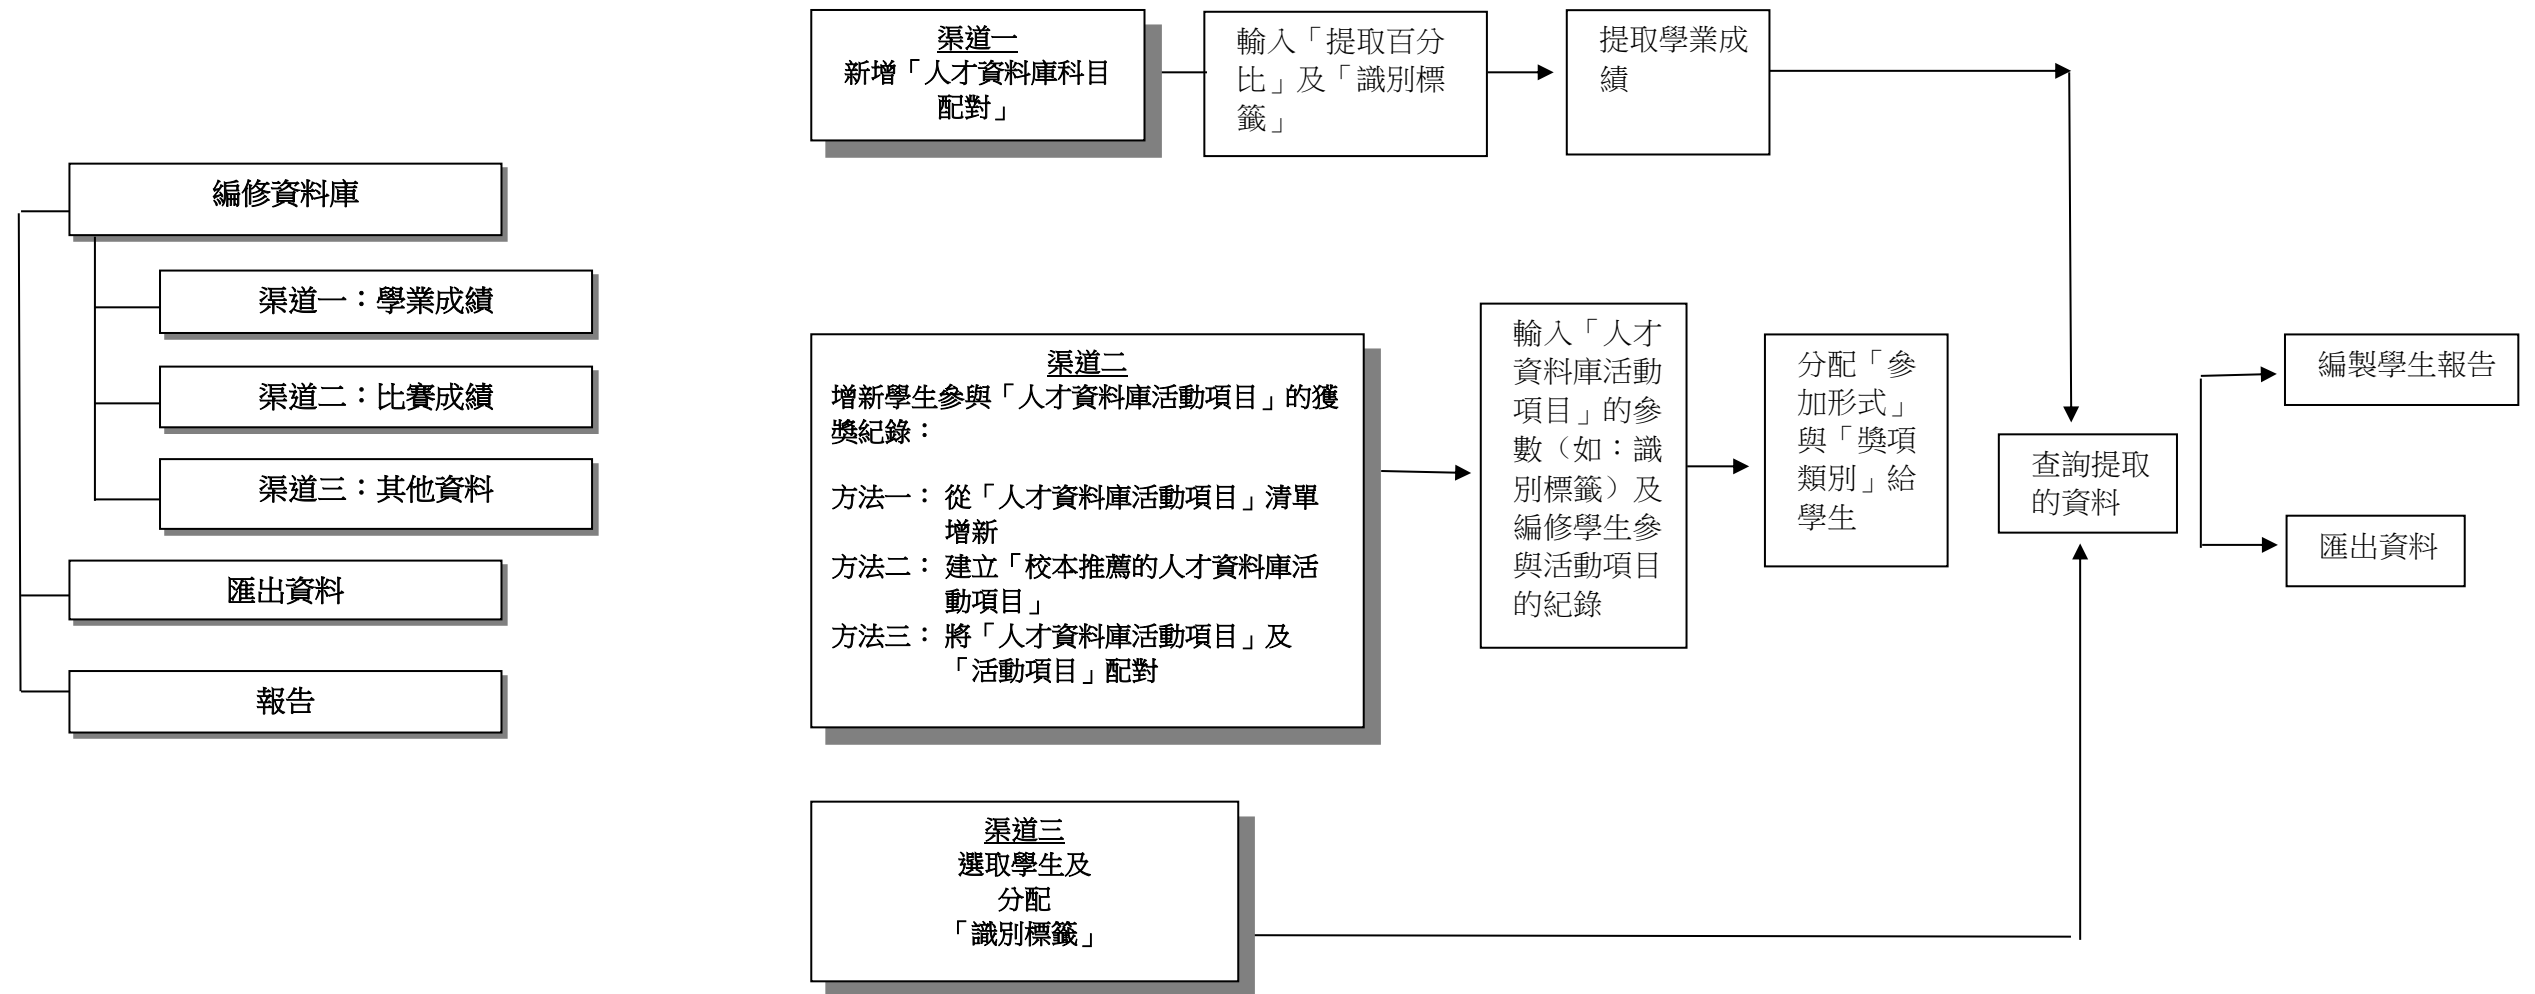 編修資料庫
渠道一：學業成績
渠道二：比賽成績
渠道三：其他資料
匯出資料
報告
渠道一
新增「人才資料庫科目
配對」
輸入「提取百分
比」及「識別標
籤」
提取學業成
績
渠道二
增新學生參與「人才資料庫活動項目」的獲
獎紀錄：
方法一： 從「人才資料庫活動項目」清單
增新
方法二： 建立「校本推薦的人才資料庫活
動項目」
方法三： 將「人才資料庫活動項目」及
「活動項目」配對
輸入「人才
資料庫活動
項目」的參
數（如：識
別標籤）及
編修學生參
與活動項目
的紀錄
分配「參
加形式」
與「獎項
類別」給
學生
查詢提取
的資料
編製學生報告
匯出資料
渠道三
選取學生及
分配
「識別標籤」